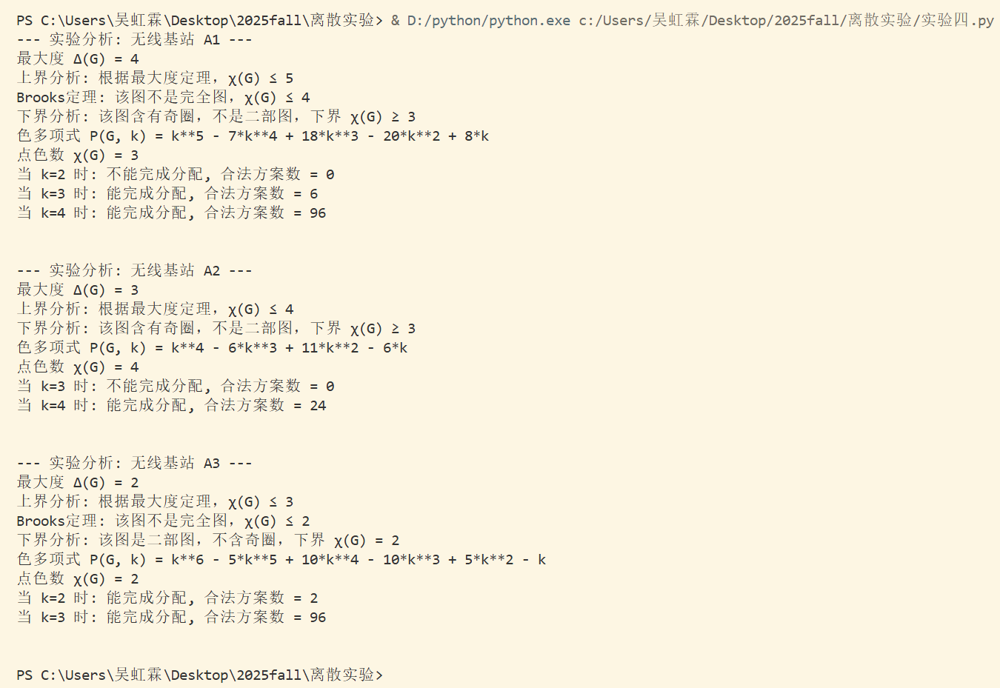 PS C:\Users\吴虹霖\Desktop\2025fall\离散实验> & D:/python/python.exe c:/Users/吴虹霖/Desktop/2025fall/离散实验/实验四.py
--- 实验分析: 无线基站 A1 ---
最大度 Δ(G) = 4
上界分析: 根据最大度定理，χ(G) ≤ 5
Brooks定理: 该图不是完全图，χ(G) ≤ 4
下界分析: 该图含有奇圈，不是二部图，下界 χ(G) ≥ 3
色多项式 P(G, k) = k**5 - 7*k**4 + 18*k**3 - 20*k**2 + 8*k
点色数 χ(G) = 3
当 k=2 时: 不能完成分配, 合法方案数 = 0
当 k=3 时: 能完成分配, 合法方案数 = 6
当 k=4 时: 能完成分配, 合法方案数 = 96
--- 实验分析: 无线基站 A2 ---
最大度 Δ(G) = 3
上界分析: 根据最大度定理，χ(G) ≤ 4
下界分析: 该图含有奇圈，不是二部图，下界 χ(G) ≥ 3
色多项式 P(G, k) = k**4 - 6*k**3 + 11*k**2 - 6*k
点色数 χ(G) = 4
当 k=3 时: 不能完成分配, 合法方案数 = 0
当 k=4 时: 能完成分配, 合法方案数 = 24
--- 实验分析: 无线基站 A3 ---
最大度 Δ(G) = 2
上界分析: 根据最大度定理，χ(G) ≤ 3
Brooks定理: 该图不是完全图，χ(G) ≤ 2
下界分析: 该图是二部图，不含奇圈，下界 χ(G) = 2
色多项式 P(G, k) = k**6 - 5*k**5 + 10*k**4 - 10*k**3 + 5*k**2 - k
点色数 χ(G) = 2
当 k=2 时: 能完成分配, 合法方案数 = 2
当 k=3 时: 能完成分配, 合法方案数 = 96
PS C:\Users\吴虹霖\Desktop\2025fall\离散实验>